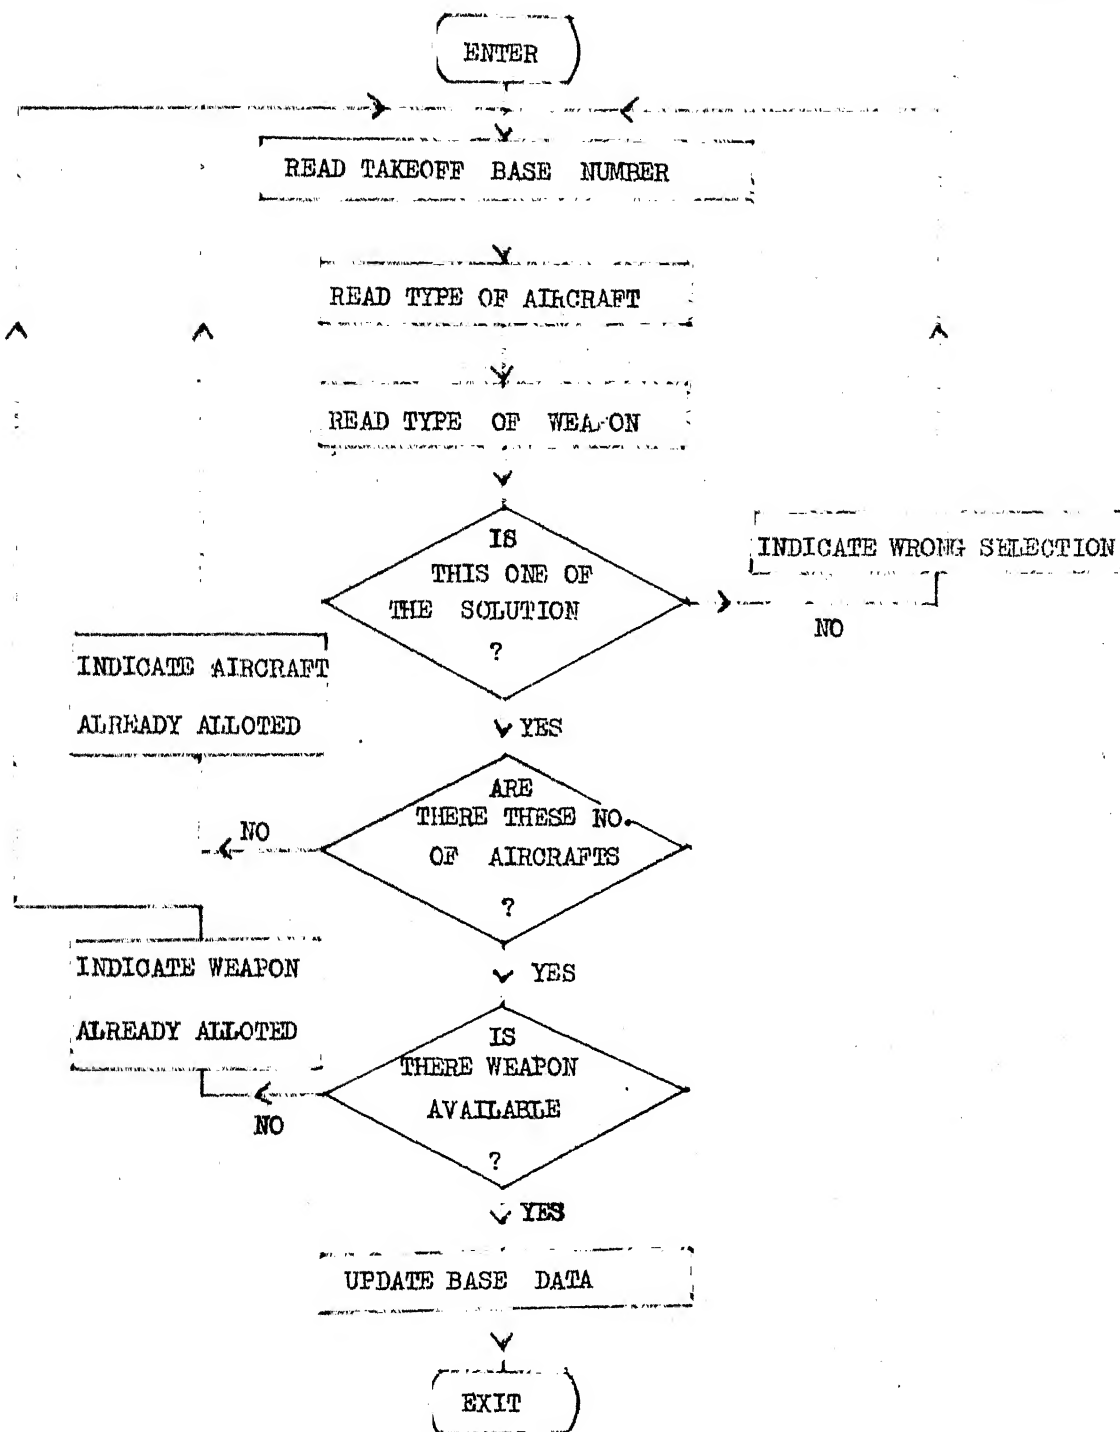 ENTER
READ TAKEOFF BASE NUMBER
READ TYPE OF AIRCRAFT
READ TYPE OF WEAPON
IS
THIS ONE OF
THE SOLUTION
?
INDICATE WRONG SELECTION
NO
INDICATE AIRCRAFT
ALREADY ALLOTED
YES
ARE
THERE THESE NO.
OF AIRCRAFTS
?
NO
YES
INDICATE WEAPON
ALREADY ALLOTED
IS
THERE WEAPON
AVAILABLE
?
NO
YES
UPDATE BASE DATA
EXIT